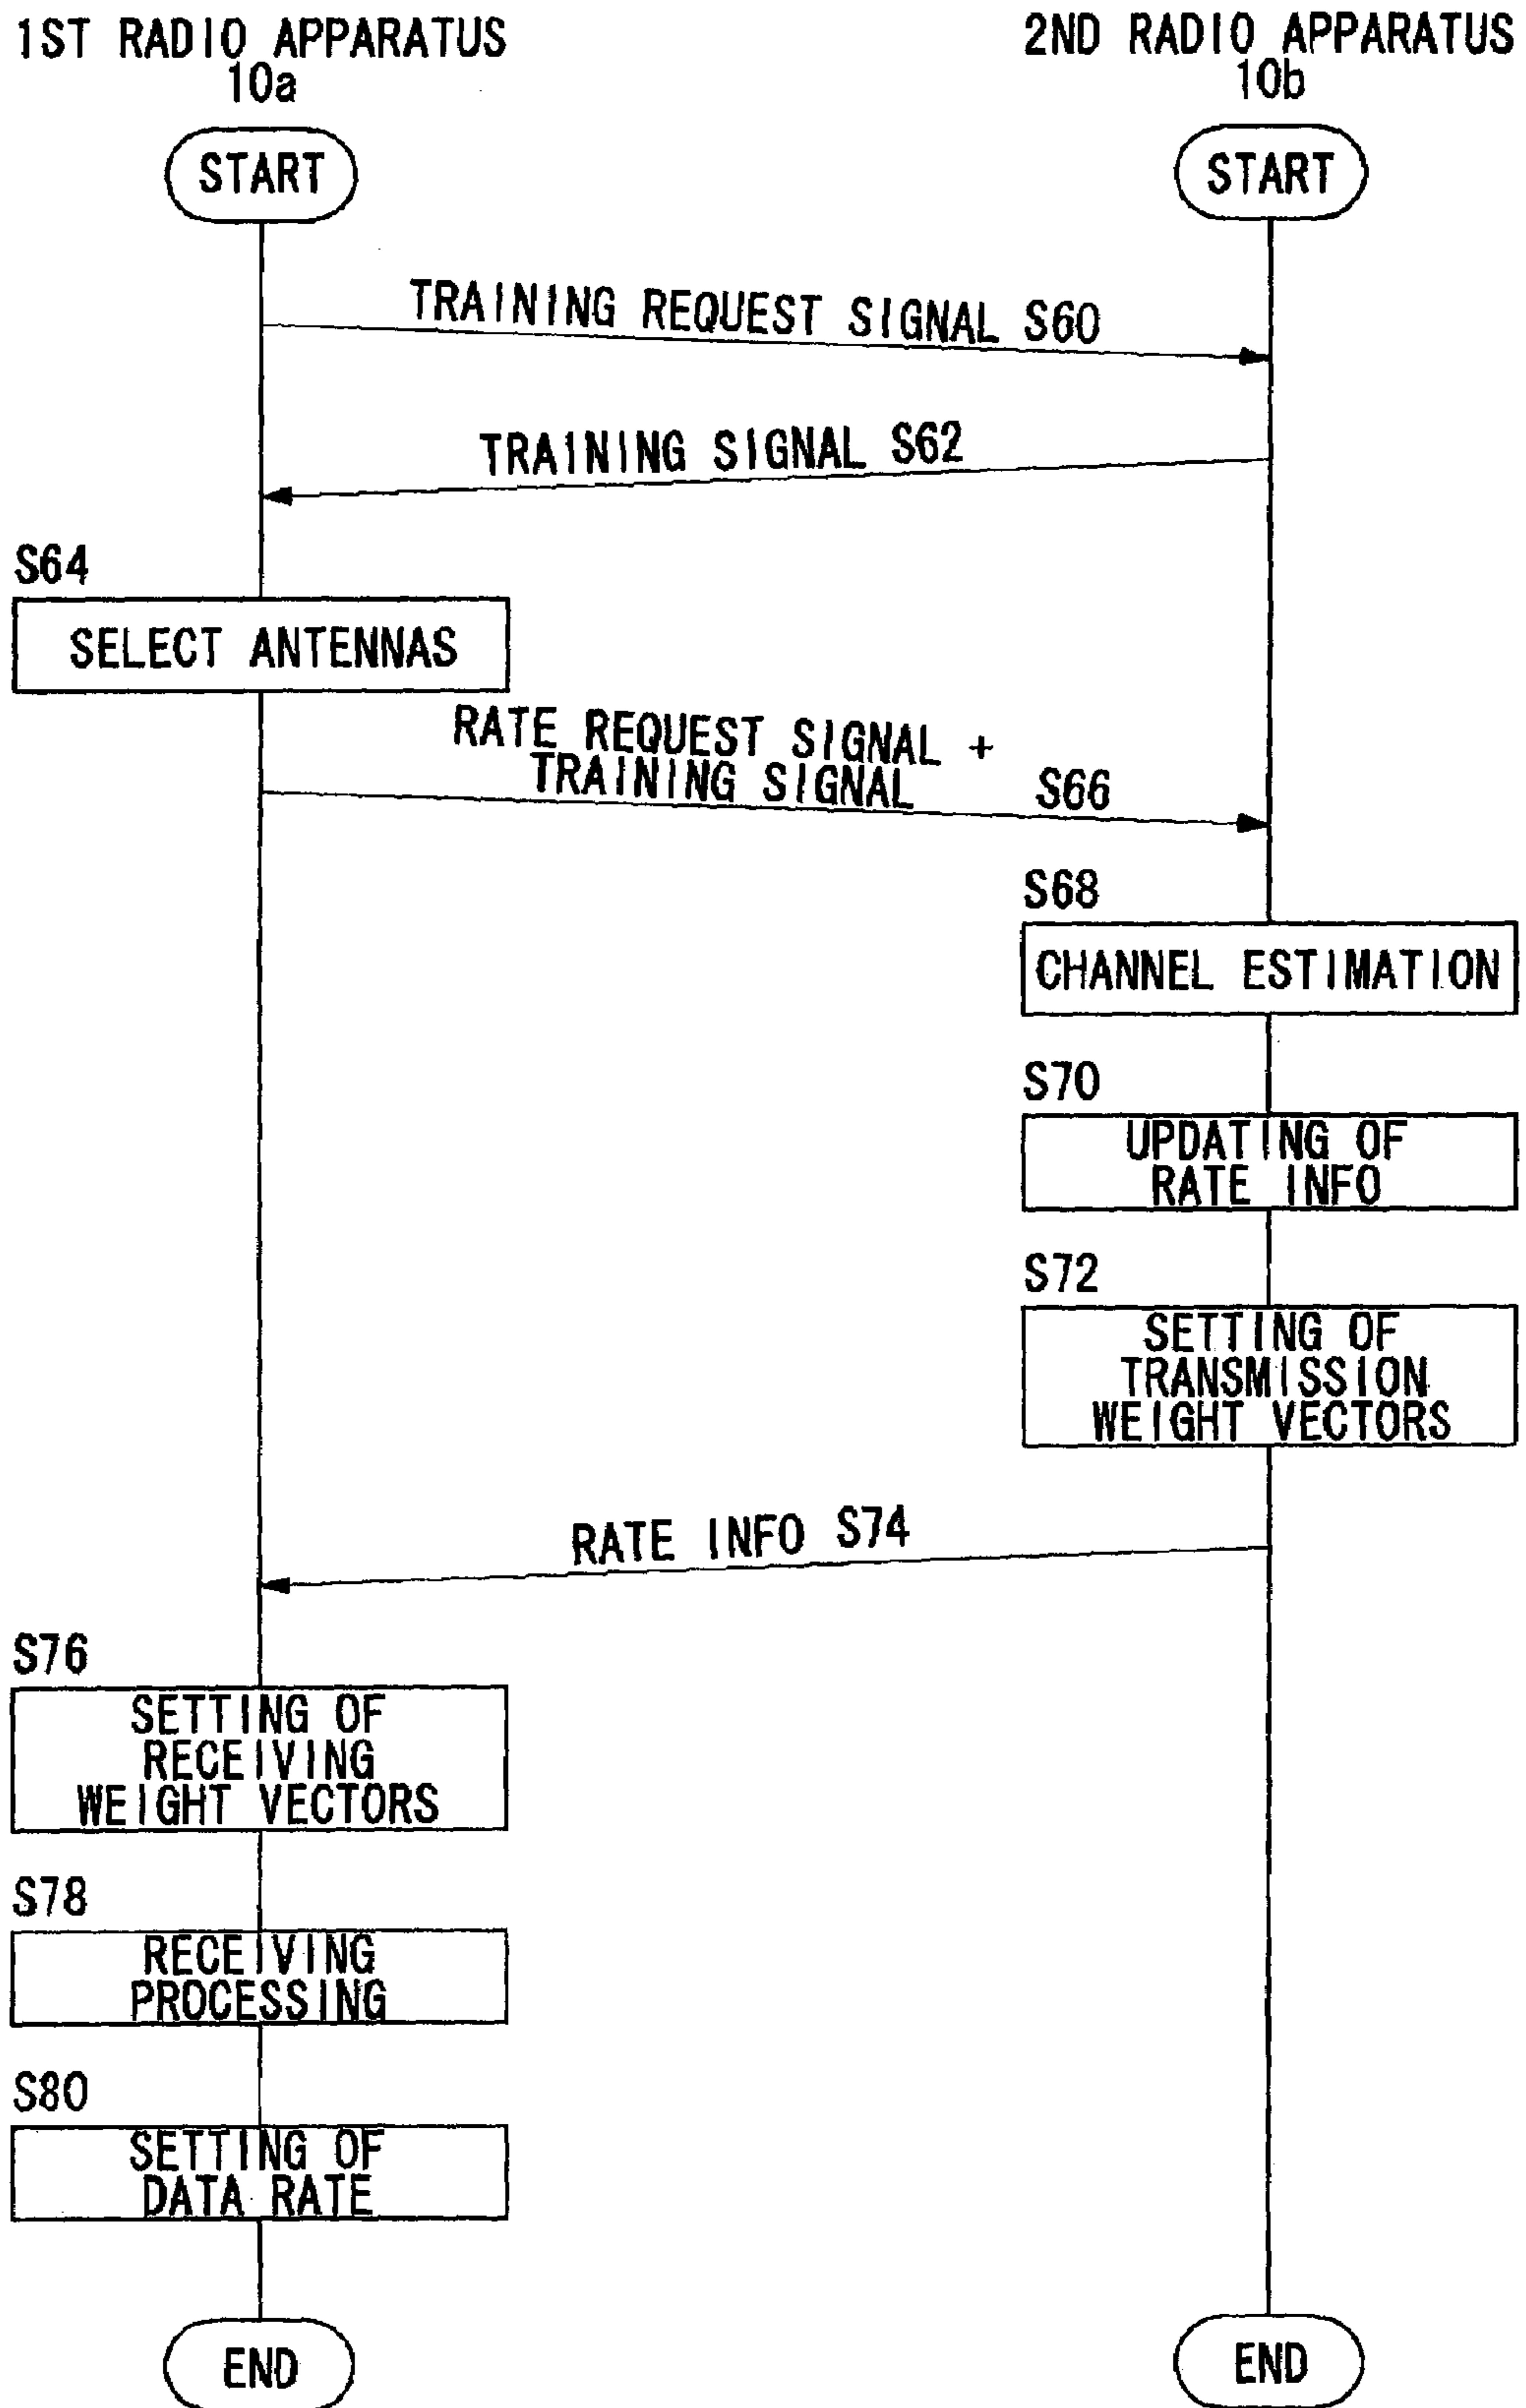 1ST RADIO APPARATUS
10a
2ND RADIO APPARATUS
10b
START
START
TRAINING REQUEST SIGNAL S60
TRAINING SIGNAL S62
S64
SELECT ANTENNAS
RATE REQUEST SIGNAL +
TRAINING SIGNAL S66
S68
CHANNEL ESTIMATION
S70
UPDATING OF
RATE INFO
S72
SETTING OF
TRANSMISSION
WEIGHT VECTORS
RATE INFO S74
S76
SETTING OF
RECEIVING
WEIGHT VECTORS
S78
RECEIVING
PROCESSING
S80
SETTING OF
DATA RATE
END
END